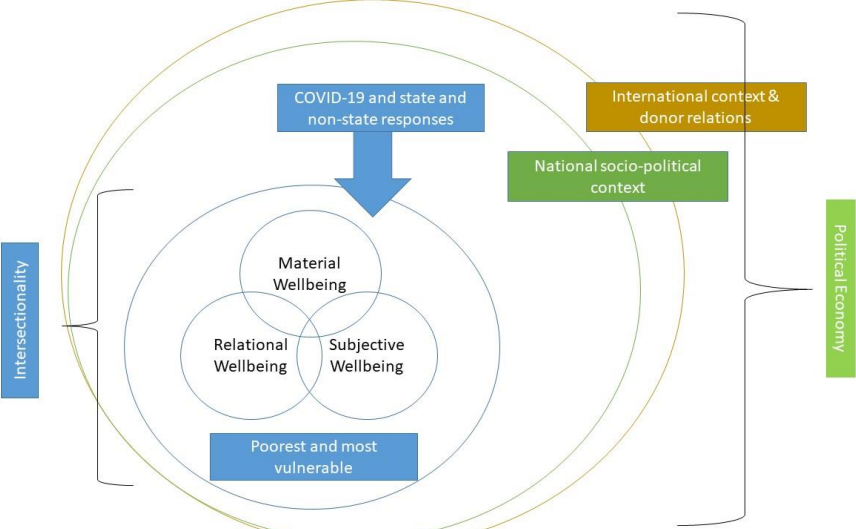 COVID-19 and state and
non-state responses
International context &
donor relations
National socio-political
context
Intersectionality
Material
Wellbeing
Relational
Wellbeing
Subjective
Wellbeing
Political Economy
Poorest and most
vulnerable